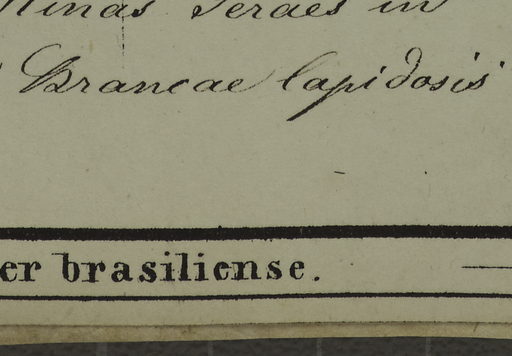 Minas Geraes in
Brancae lapidosis
er brasiliense.